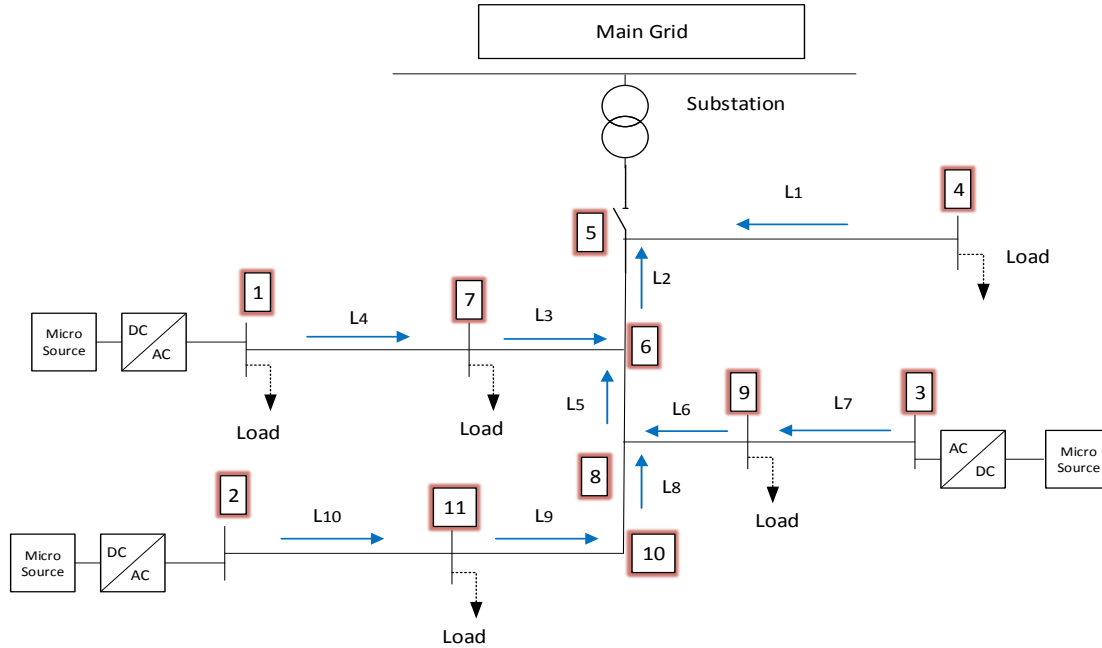 Main Grid
Substation
4
L1
5
Load
L2
1
7
L4
L3
6
Micro
Source
DC
AC
Load
Load
L5
9
3
L6
L7
8
AC
DC
Micro
Source
2
11
L8
Load
L10
L9
10
Micro
Source
DC
AC
Load